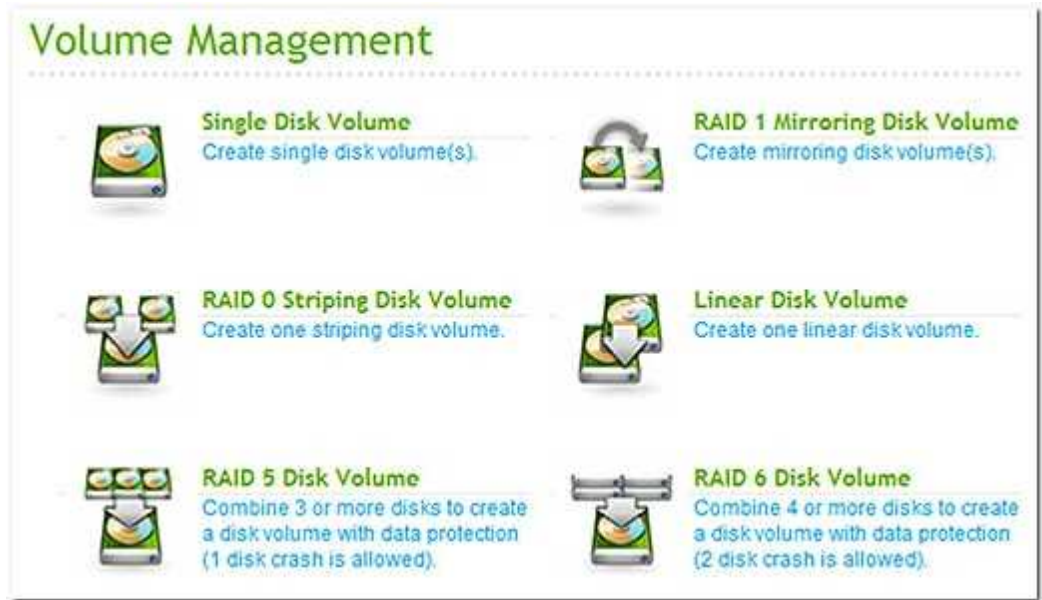 Volume Management
Single Disk Volume
Create single disk volume(s).
RAID 1 Mirroring Disk Volume
Create mirroring disk volume(s).
RAID 0 Striping Disk Volume
Create one striping disk volume.
Linear Disk Volume
Create one linear disk volume.
RAID 5 Disk Volume
Combine 3 or more disks to create
a disk volume with data protection
(1 disk crash is allowed).
RAID 6 Disk Volume
Combine 4 or more disks to create
a disk volume with data protection
(2 disk crash is allowed).